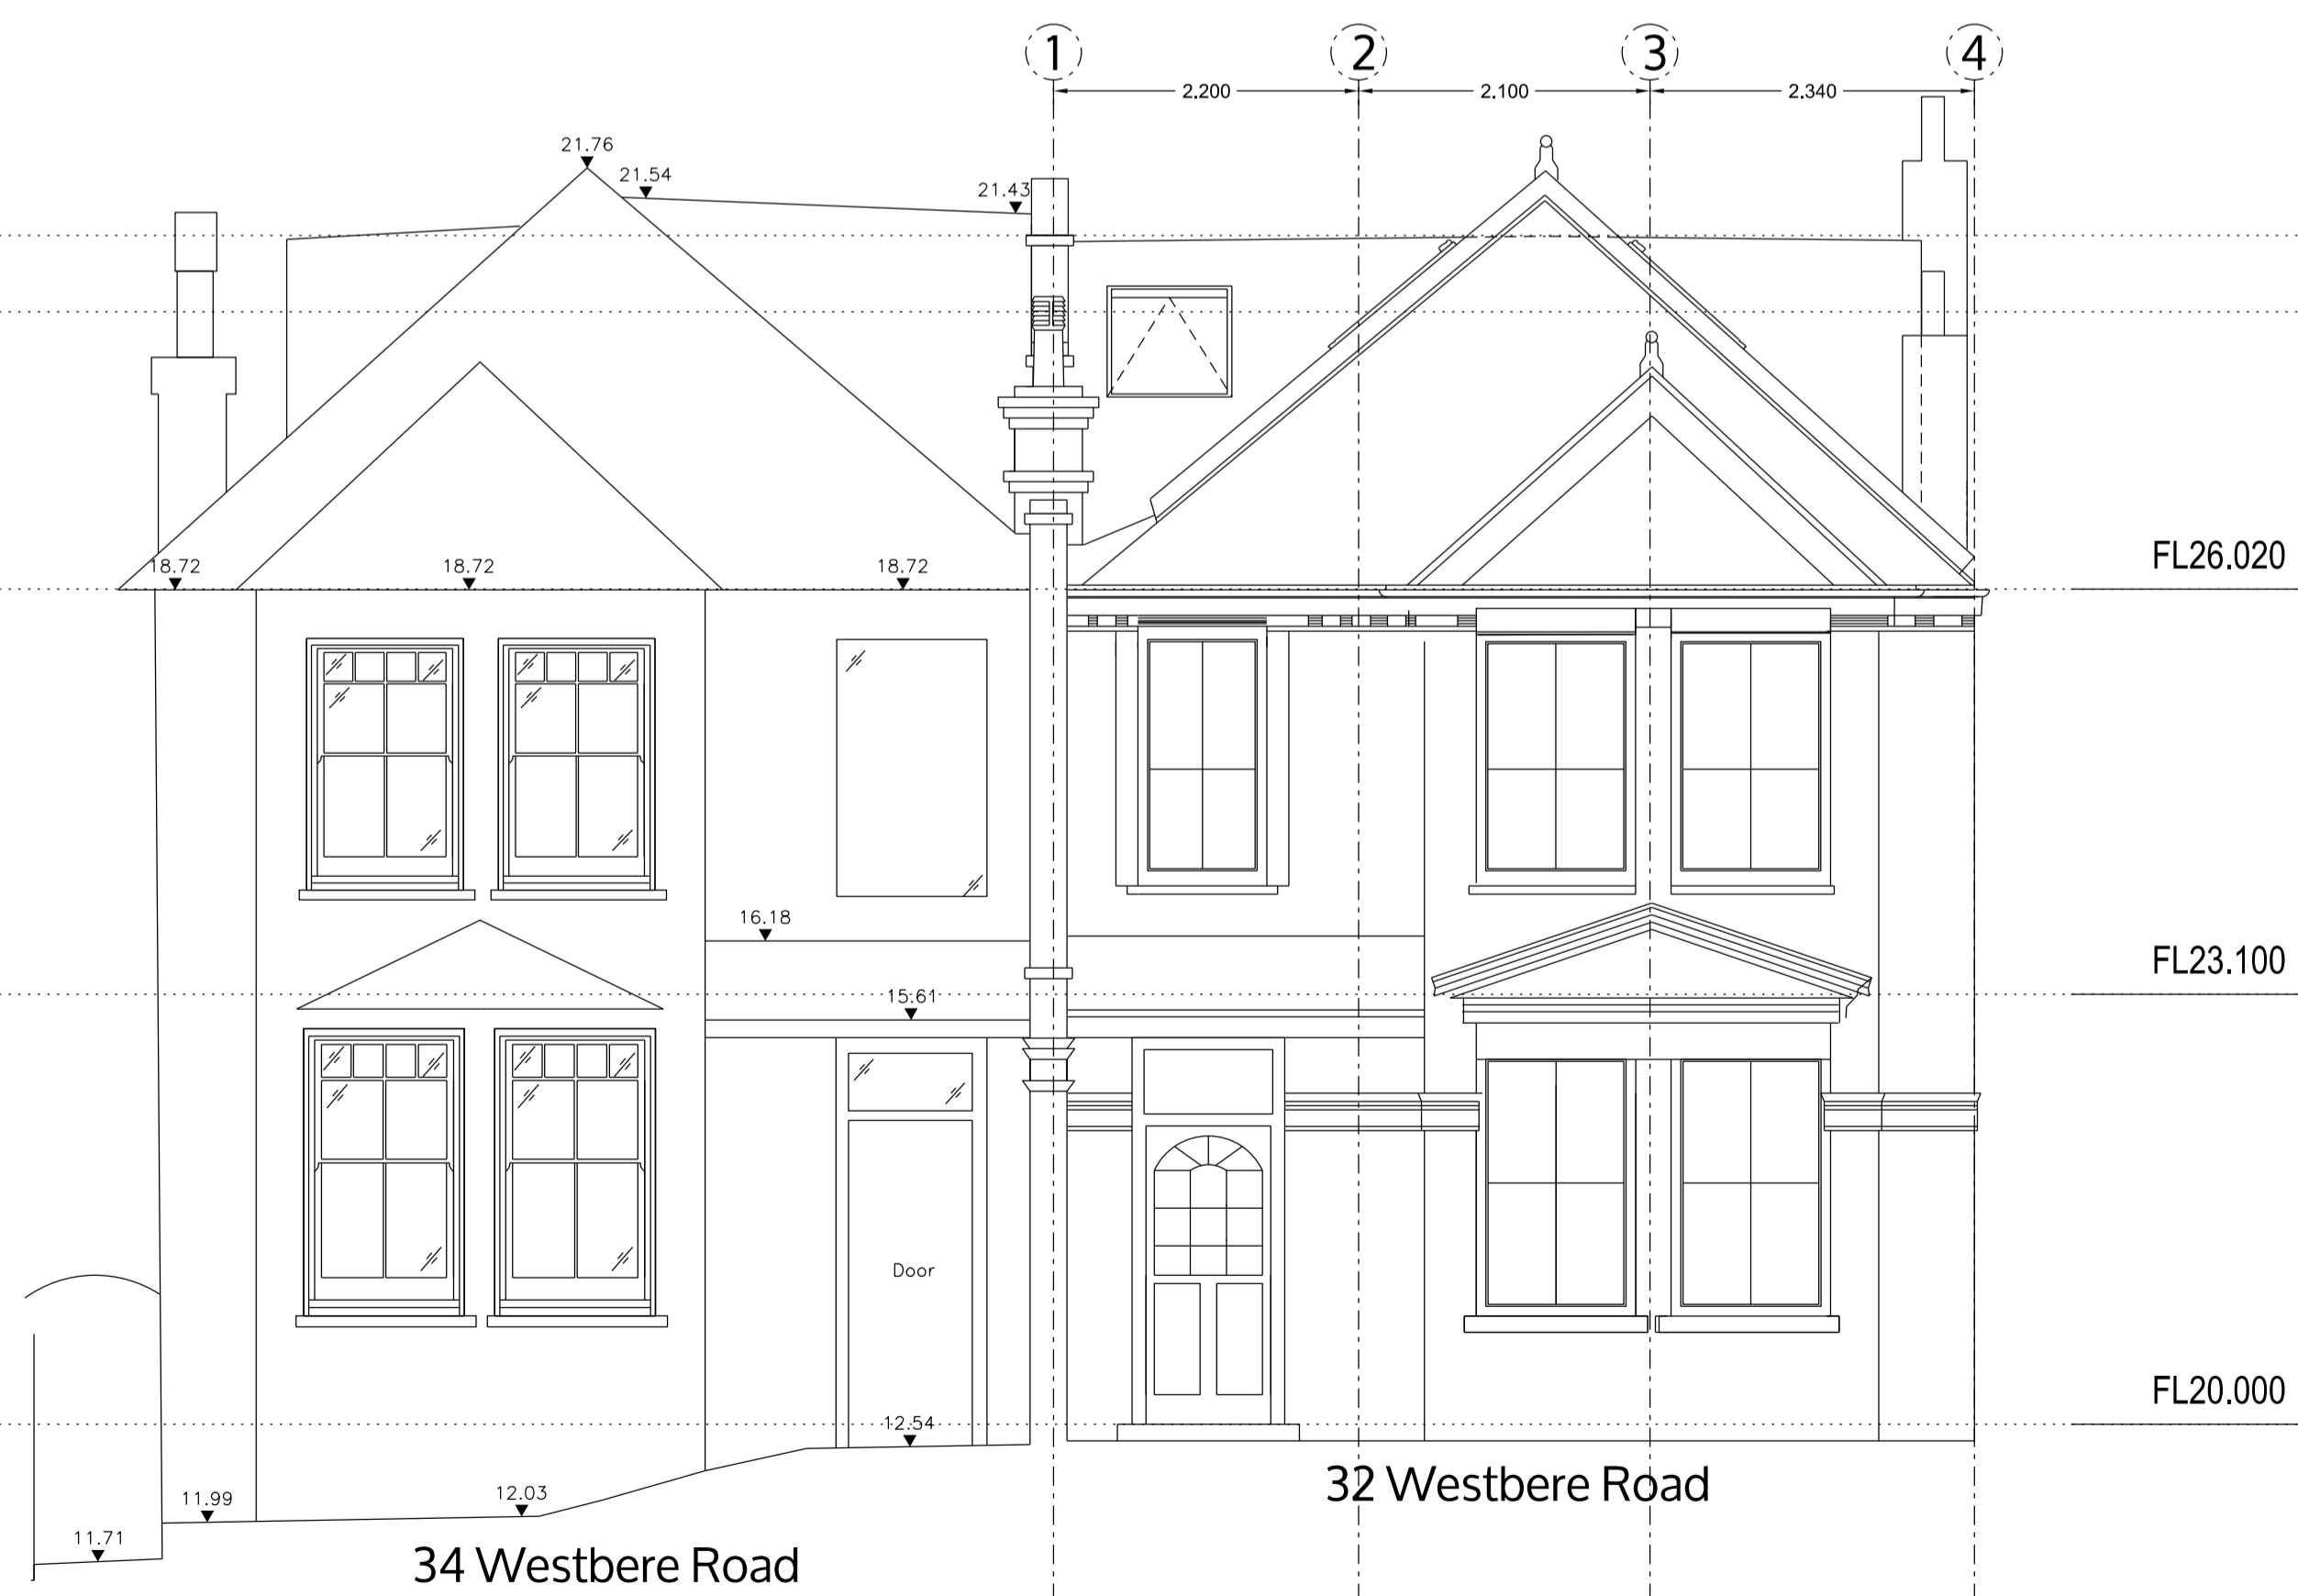 1 2 3 4
2.200 2.100 2.340
21.76
21.54
21.43
18.72 18.72 18.72
FL26.020
16.18
FL23.100
15.61
Door
FL20.000
12.54
11.99
12.03
11.71
32 Westbere Road
34 Westbere Road